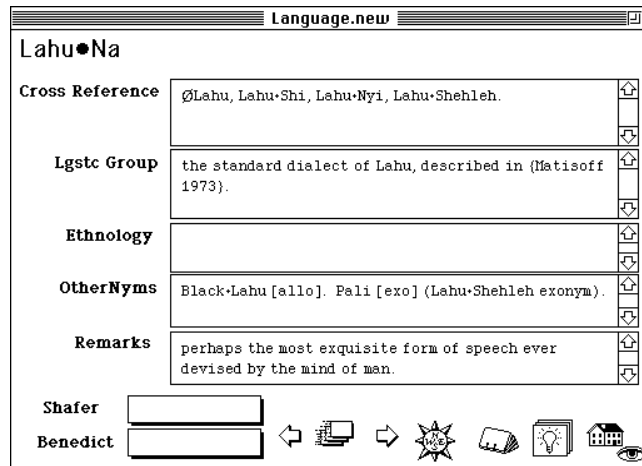 Language.new
Lahu●Na
Cross Reference
ØLahu, Lahu•Shi, Lahu•Nyi, Lahu•Shehleh.
Lgstc Group
the standard dialect of Lahu, described in {Matisoff
1973}.
Ethnology
OtherNyms
Black•Lahu [allo]. Pali [exo] (Lahu•Shehleh exonym).
Remarks
perhaps the most exquisite form of speech ever
devised by the mind of man.
Shafer
Benedict
N
W E
S